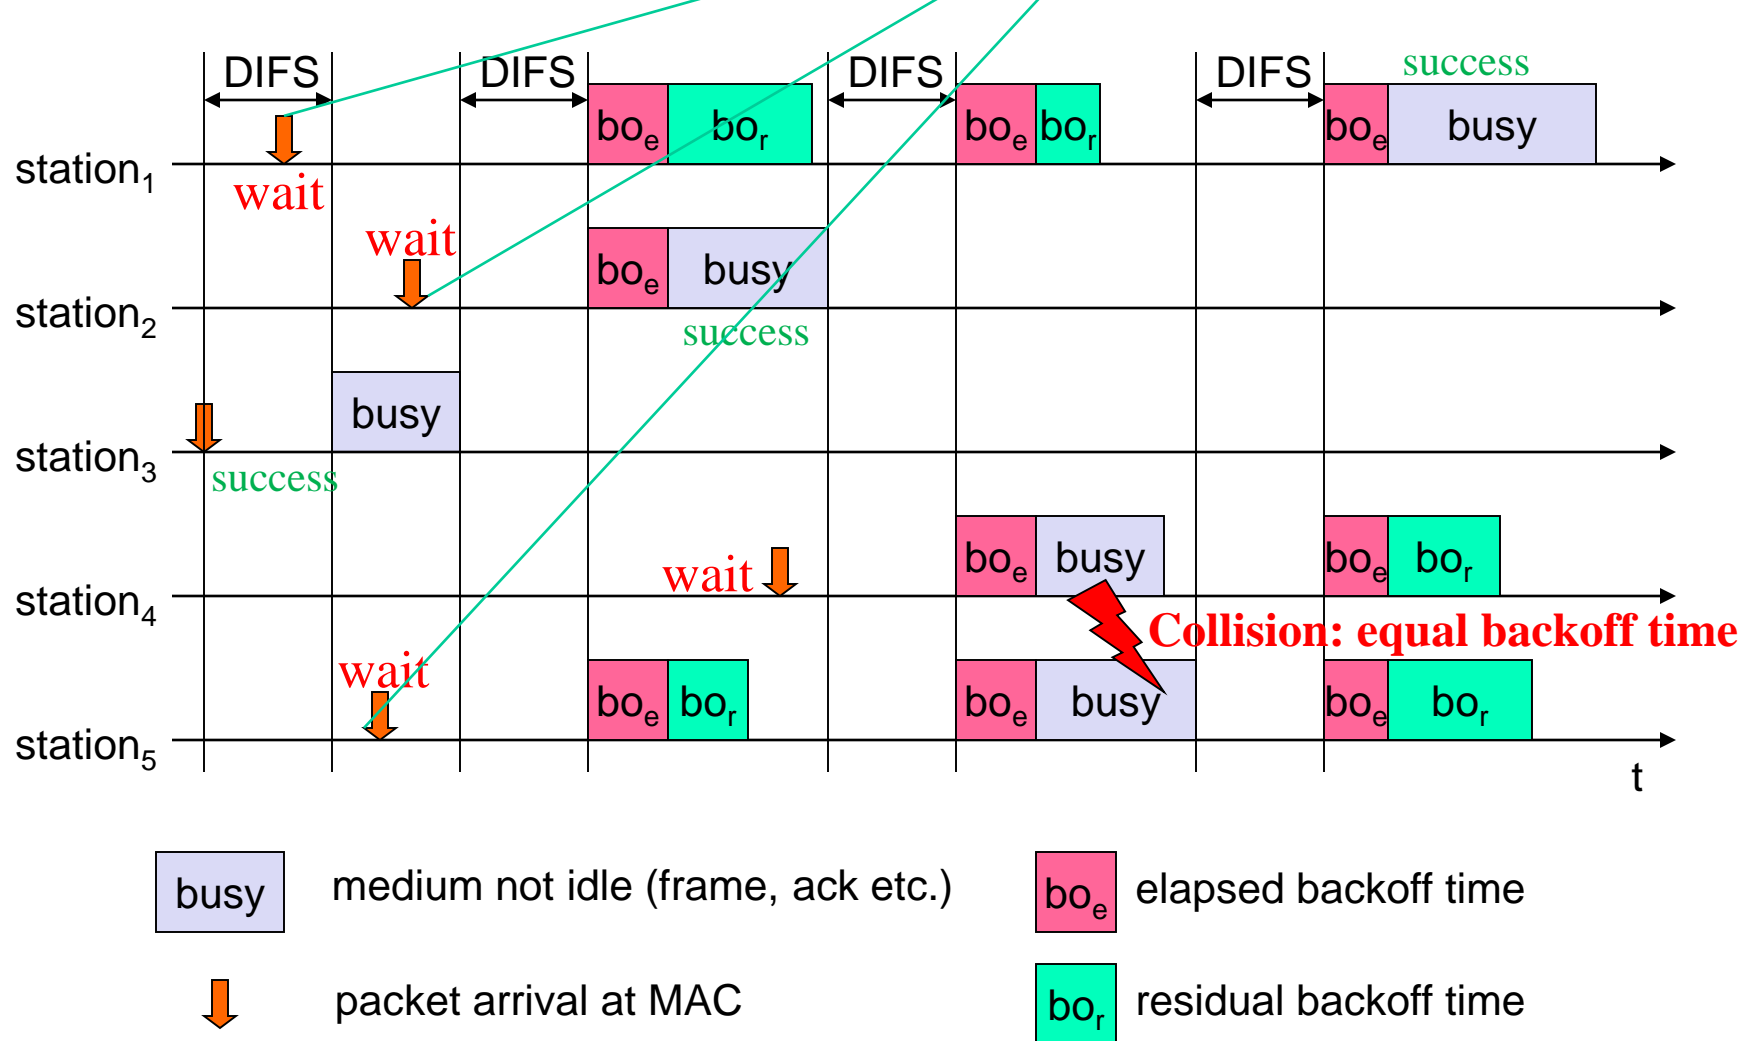 DIFS DIFS DIFS DIFS success
bo_e bo_r bo_e bo_r bo_e busy
station_1
wait
wait
bo_e busy
station_2
success
busy
station_3
success
bo_e busy bo_e bo_r
wait
station_4
Collision: equal backoff time
wait
bo_e bo_r bo_e busy bo_e bo_r
station_5
t
busy medium not idle (frame, ack etc.) bo_e elapsed backoff time
packet arrival at MAC bo_r residual backoff time